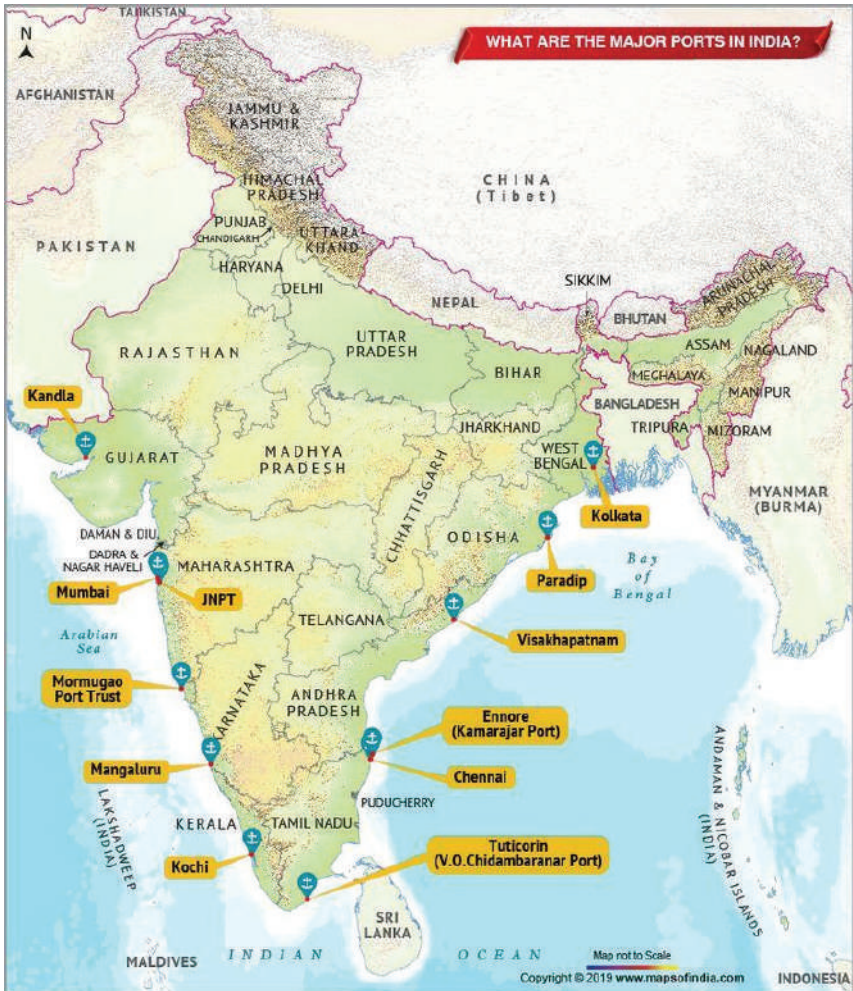 WHAT ARE THE MAJOR PORTS IN INDIA?
N
TAJIKISTAN
AFGHANISTAN
JAMMU &
KASHMIR
HIMACHAL
PRADESH
CHINA
(Tibet)
PUNJAB
CHANDIGARH
UTTARA
KHAND
PAKISTAN
HARYANA
DELHI
NEPAL
SIKKIM
BHUTAN
ARUNACHAL
PRADESH
RAJASTHAN
UTTAR
PRADESH
ASSAM
NAGALAND
BIHAR
MEGHALAYA
MANIPUR
BANGLADESH
Kandla
JHARKHAND
TRIPURA
MIZORAM
GUJARAT
MADHYA
PRADESH
WEST
BENGAL
MYANMAR
(BURMA)
CHHATTISGARH
Kolkata
DAMAN & DIU
ODISHA
DADRA &
NAGAR HAVELI
MAHARASHTRA
Paradip
Bay
of
Bengal
Mumbai
JNPT
TELANGANA
Visakhapatnam
Arabian
Sea
Mormugao
Port Trust
KARNATAKA
ANDHRA
PRADESH
Ennore
(Kamarajar Port)
Mangaluru
Chennai
PUDUCHERRY
LAKSHADWEEP
(INDIA)
KERALA
TAMIL NADU
ANDAMAN & NICOBAR ISLANDS
(INDIA)
Kochi
Tuticorin
(V.O.Chidambaranar Port)
SRI
LANKA
MALDIVES
INDIAN OCEAN
Map not to Scale
Copyright © 2019 www.mapsofindia.com
INDONESIA